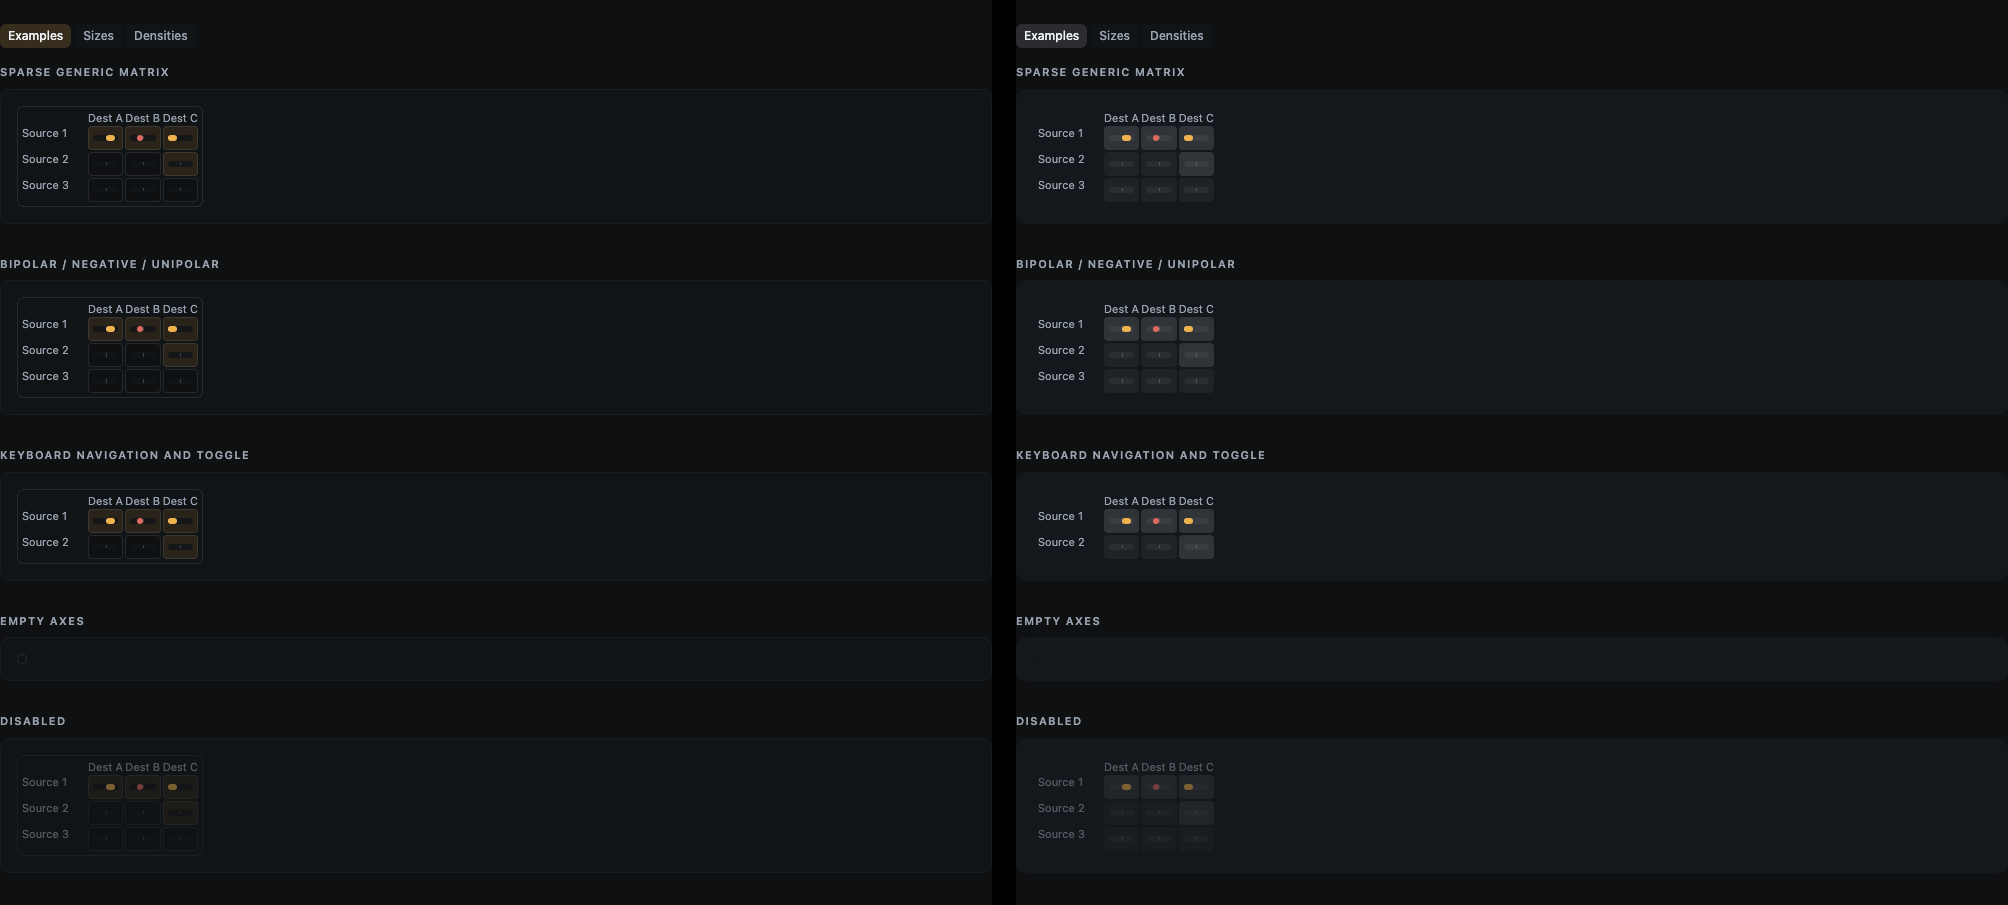 Examples Sizes Densities
SPARSE GENERIC MATRIX
Dest A Dest B Dest C
Source 1
Source 2
Source 3
BIPOLAR / NEGATIVE / UNIPOLAR
Dest A Dest B Dest C
Source 1
Source 2
Source 3
KEYBOARD NAVIGATION AND TOGGLE
Dest A Dest B Dest C
Source 1
Source 2
EMPTY AXES
DISABLED
Dest A Dest B Dest C
Source 1
Source 2
Source 3
Examples Sizes Densities
SPARSE GENERIC MATRIX
Dest A Dest B Dest C
Source 1
Source 2
Source 3
BIPOLAR / NEGATIVE / UNIPOLAR
Dest A Dest B Dest C
Source 1
Source 2
Source 3
KEYBOARD NAVIGATION AND TOGGLE
Dest A Dest B Dest C
Source 1
Source 2
EMPTY AXES
DISABLED
Dest A Dest B Dest C
Source 1
Source 2
Source 3